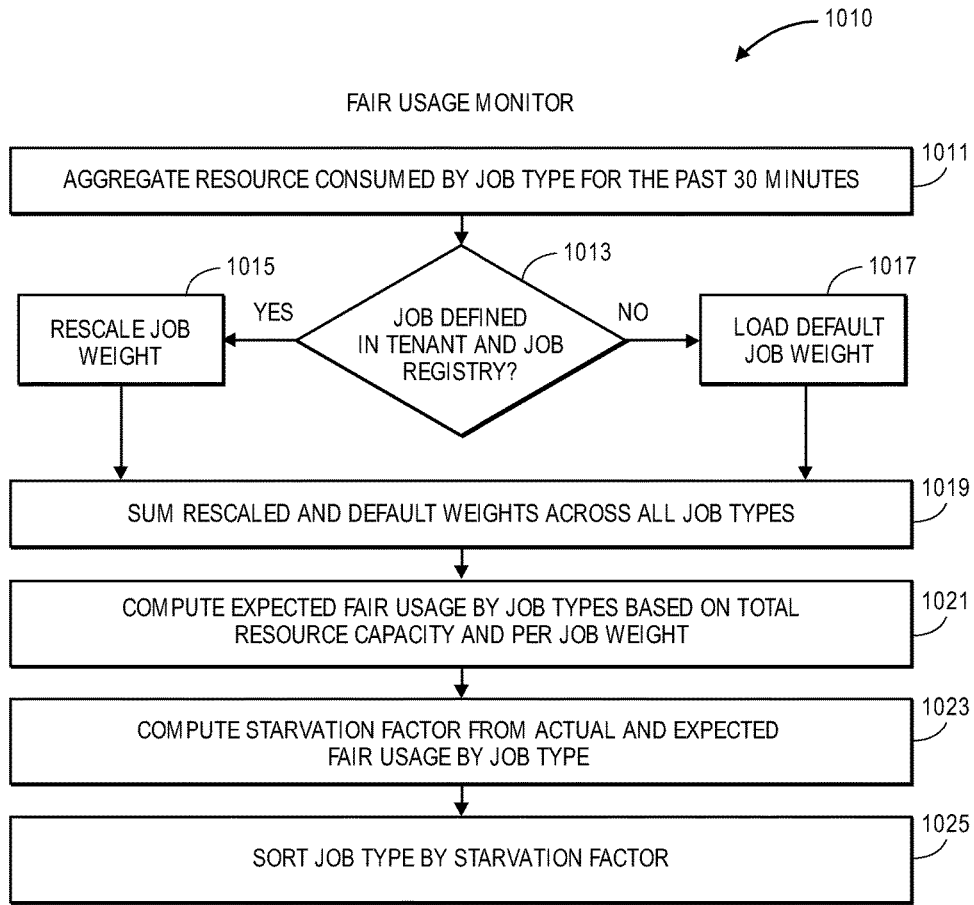 1010
FAIR USAGE MONITOR
1011
AGGREGATE RESOURCE CONSUMED BY JOB TYPE FOR THE PAST 30 MINUTES
1013
JOB DEFINED
IN TENANT AND JOB
REGISTRY?
YES
1015
RESCALE JOB
WEIGHT
NO
1017
LOAD DEFAULT
JOB WEIGHT
1019
SUM RESCALED AND DEFAULT WEIGHTS ACROSS ALL JOB TYPES
1021
COMPUTE EXPECTED FAIR USAGE BY JOB TYPES BASED ON TOTAL
RESOURCE CAPACITY AND PER JOB WEIGHT
1023
COMPUTE STARVATION FACTOR FROM ACTUAL AND EXPECTED
FAIR USAGE BY JOB TYPE
1025
SORT JOB TYPE BY STARVATION FACTOR